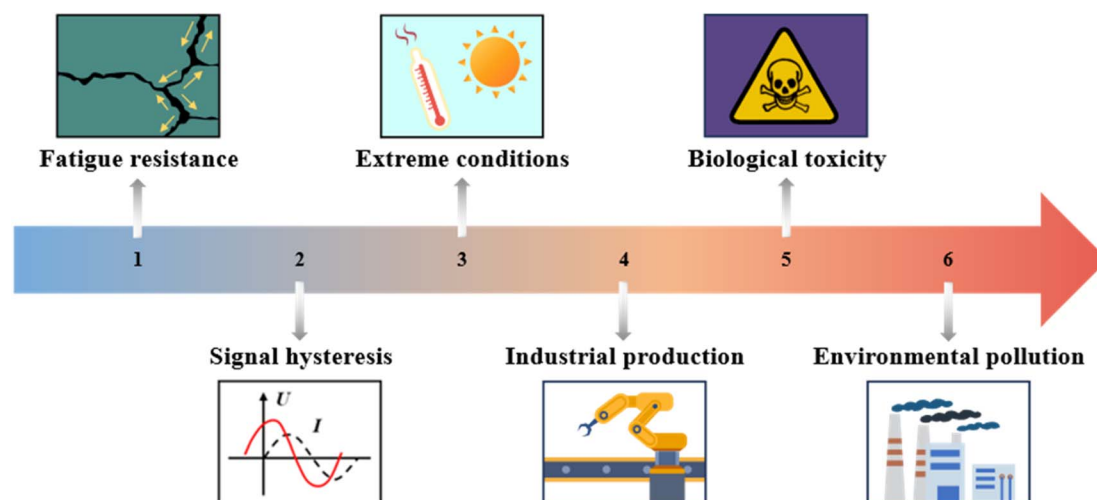 Fatigue resistance
Extreme conditions
Biological toxicity
1
2
3
4
5
6
Signal hysteresis
Industrial production
Environmental pollution
U
I